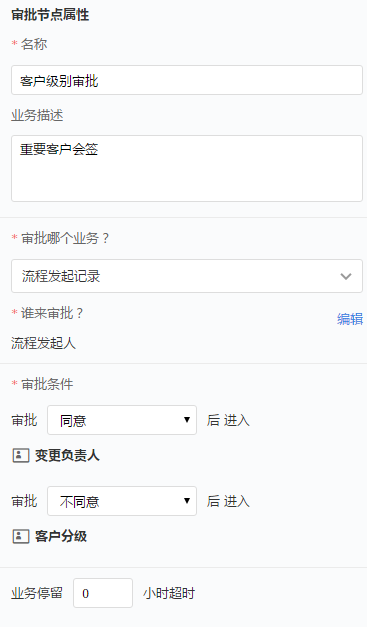 审批节点属性
* 名称
客户级别审批
业务描述
重要客户会签
* 审批哪个业务？
流程发起记录
* 谁来审批？
编辑
流程发起人
* 审批条件
审批 同意 后 进入
变更负责人
审批 不同意 后 进入
客户分级
业务停留 0 小时超时